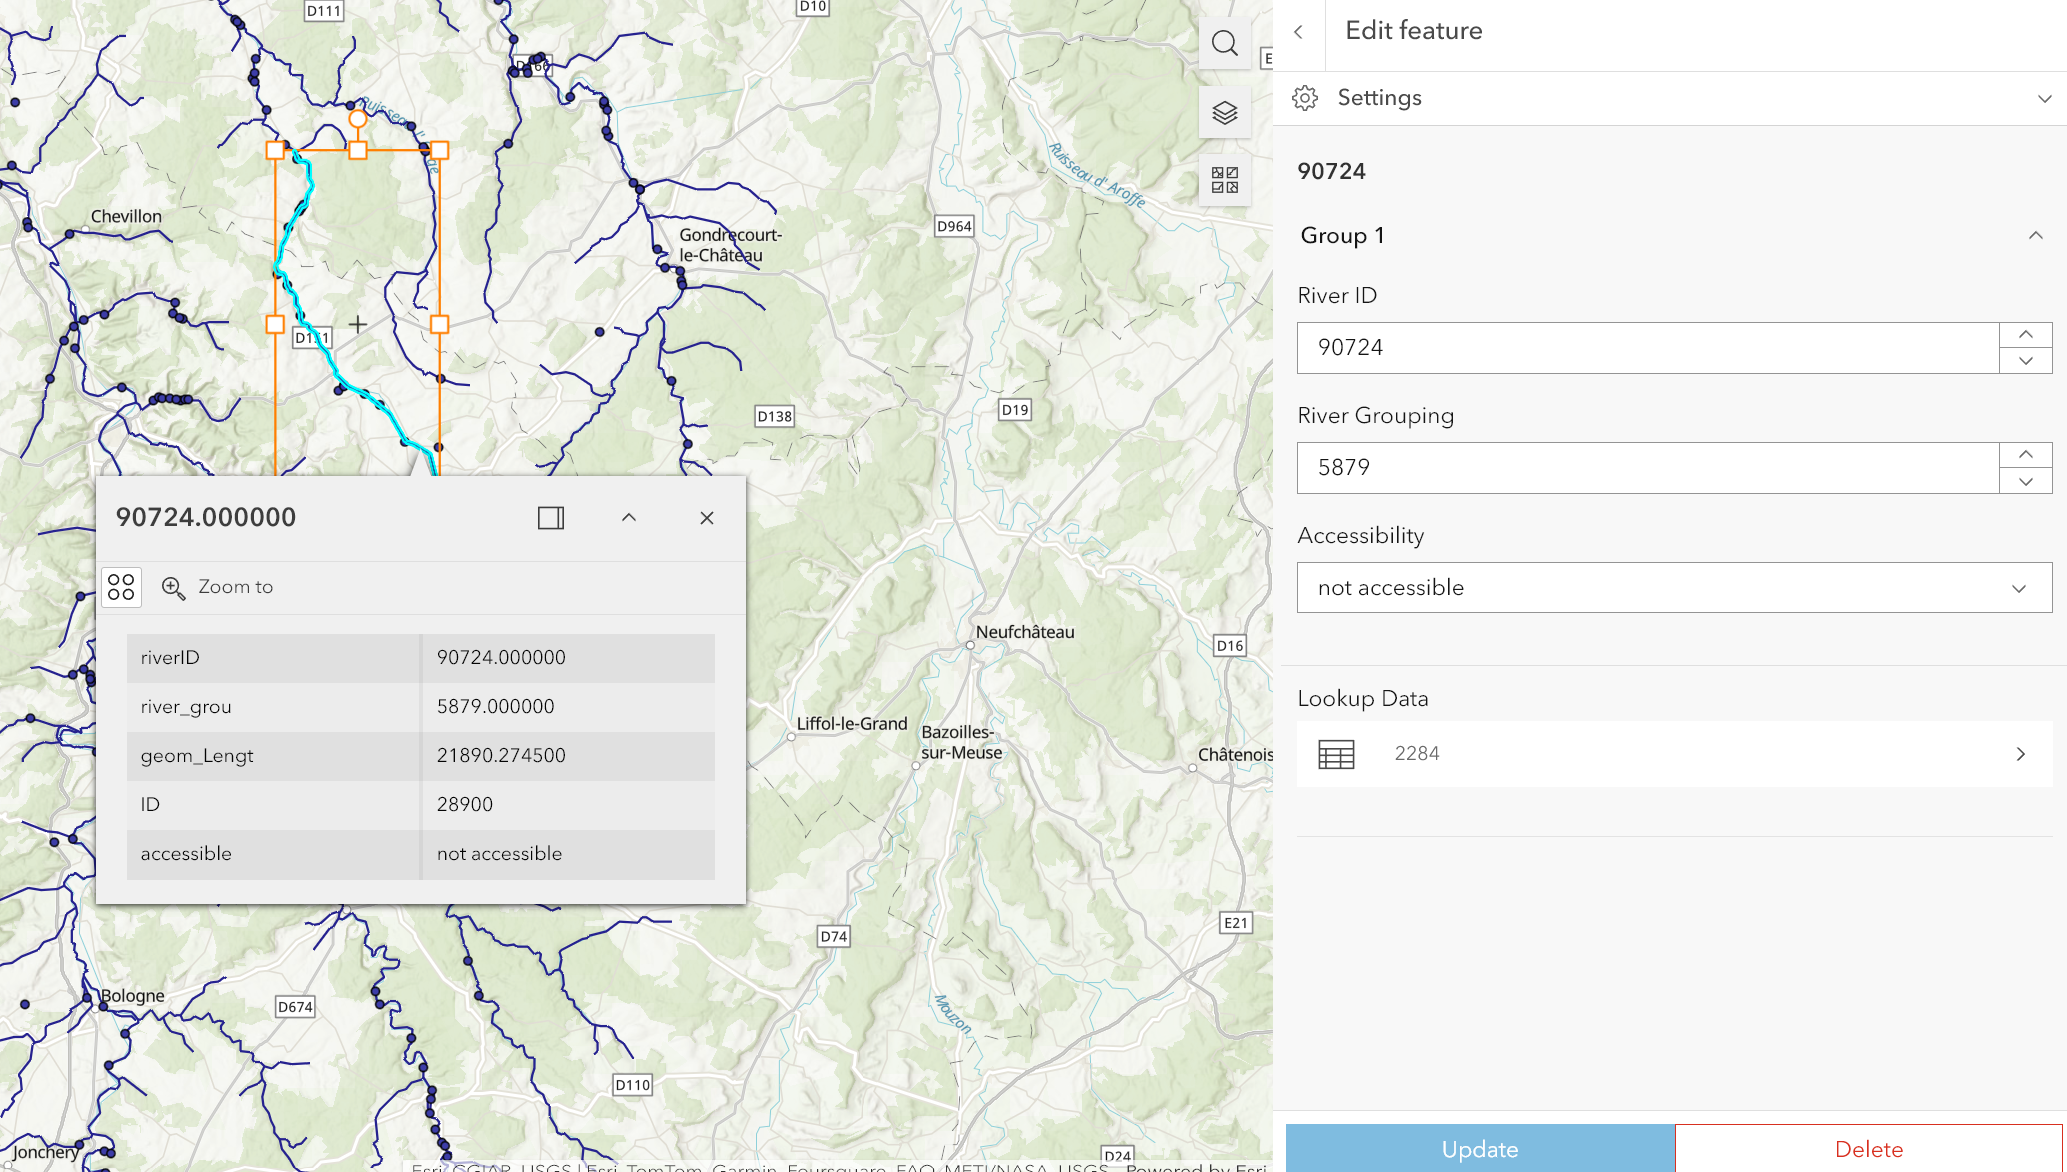 D111
D10
D66
Ruisseau d' Aroffe
Chevillon
D964
Gondrecourt-
le-Château
D138
D19
90724.000000
Zoom to
riverID 90724.000000
river_grou 5879.000000
geom_Lengt 21890.274500
ID 28900
accessible not accessible
Neufchâteau
D16
Liffol-le-Grand
Bazoilles-
sur-Meuse
Châtenois
E21
D74
Bologne
D674
Mouzon
D110
Jonchery
D24
Esri, CGIAR, USGS | Esri, TomTom, Garmin, Foursquare, FAO, METI/NASA, USGS
Powered by Esri
Edit feature
Settings
90724
Group 1
River ID
90724
River Grouping
5879
Accessibility
not accessible
Lookup Data
2284
Update
Delete